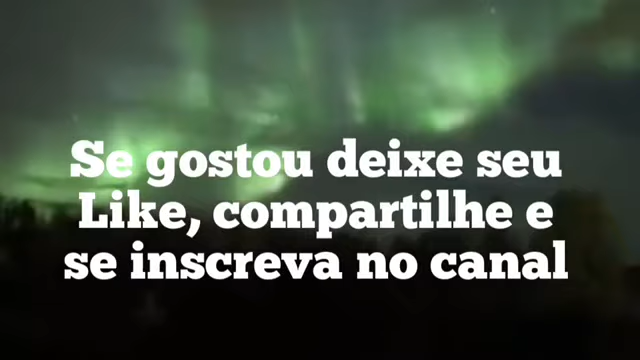 Se gostou deixe seu
Like, compartilhe e
se inscreva no canal